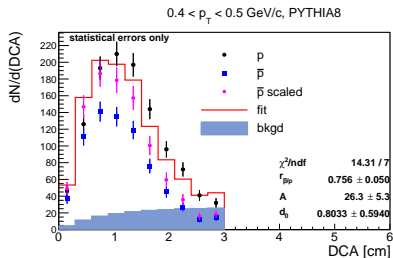 0.4 < p_T < 0.5 GeV/c, PYTHIA8
dN/d(DCA)
220
200
180
160
140
120
100
80
60
40
20
0
statistical errors only
p
p̅
p̅ scaled
fit
bkgd
χ²/ndf 14.31 / 7
r_p̅/p 0.756 ± 0.050
A 26.3 ± 5.3
d_0 0.8033 ± 0.5940
0 1 2 3 4 5 6
DCA [cm]